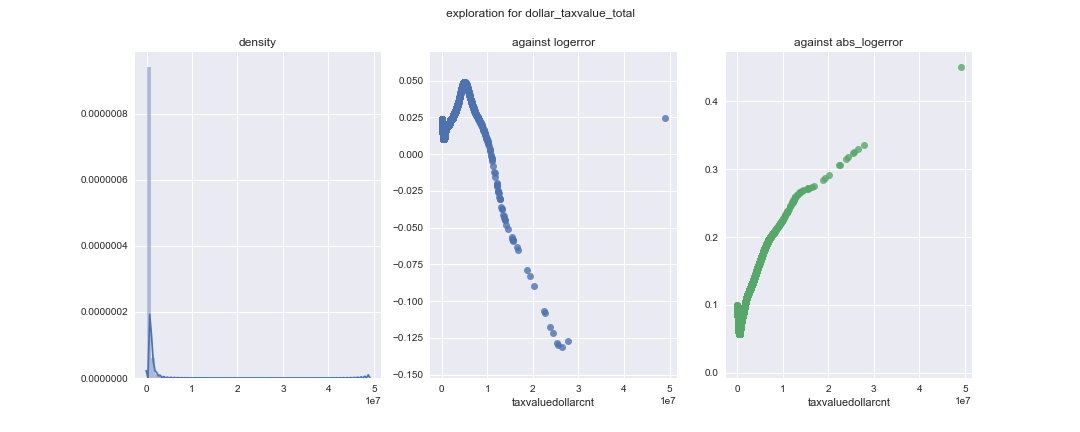 exploration for dollar_taxvalue_total
density
0.0000008
0.0000006
0.0000004
0.0000002
0.0000000
0 1 2 3 4 5
1e7
against logerror
0.050
0.025
0.000
−0.025
−0.050
−0.075
−0.100
−0.125
−0.150
0 1 2 3 4 5
1e7
taxvaluedollarcnt
against abs_logerror
0.4
0.3
0.2
0.1
0.0
0 1 2 3 4 5
1e7
taxvaluedollarcnt